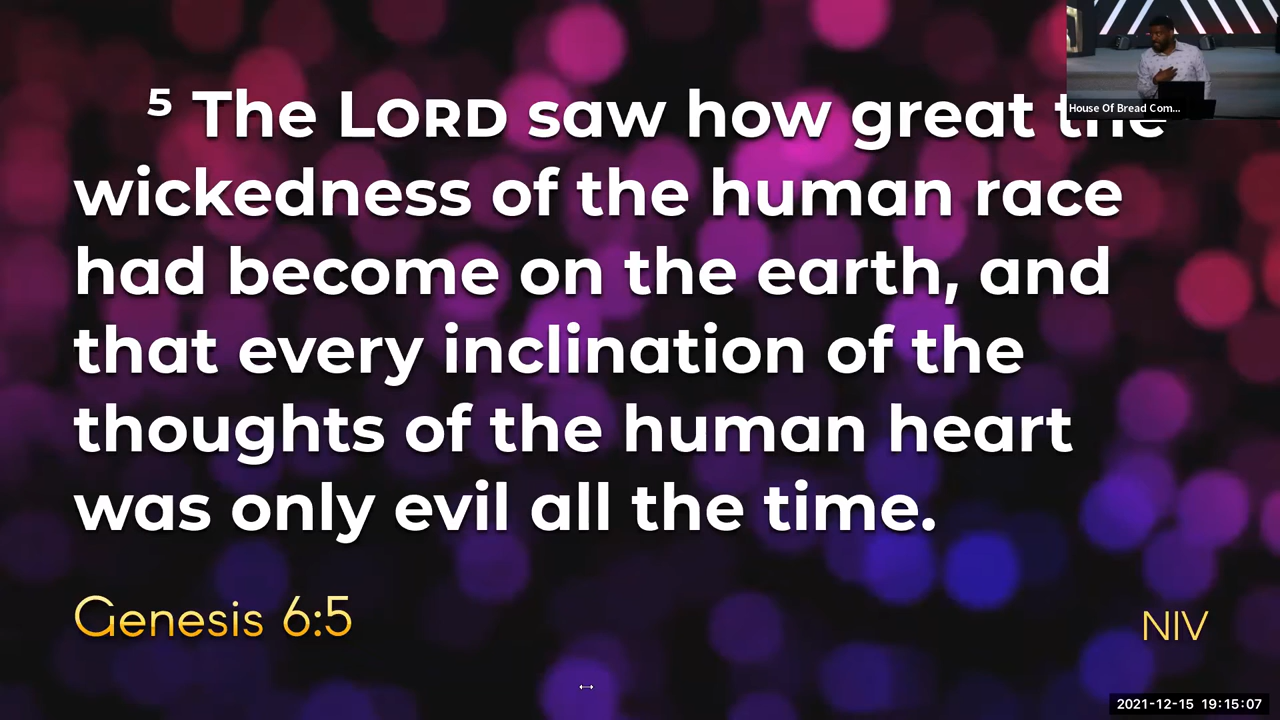 ⁵ The LORD saw how great the
wickedness of the human race
had become on the earth, and
that every inclination of the
thoughts of the human heart
was only evil all the time.
Genesis 6:5
NIV
House Of Bread Com...
2021-12-15 19:15:07